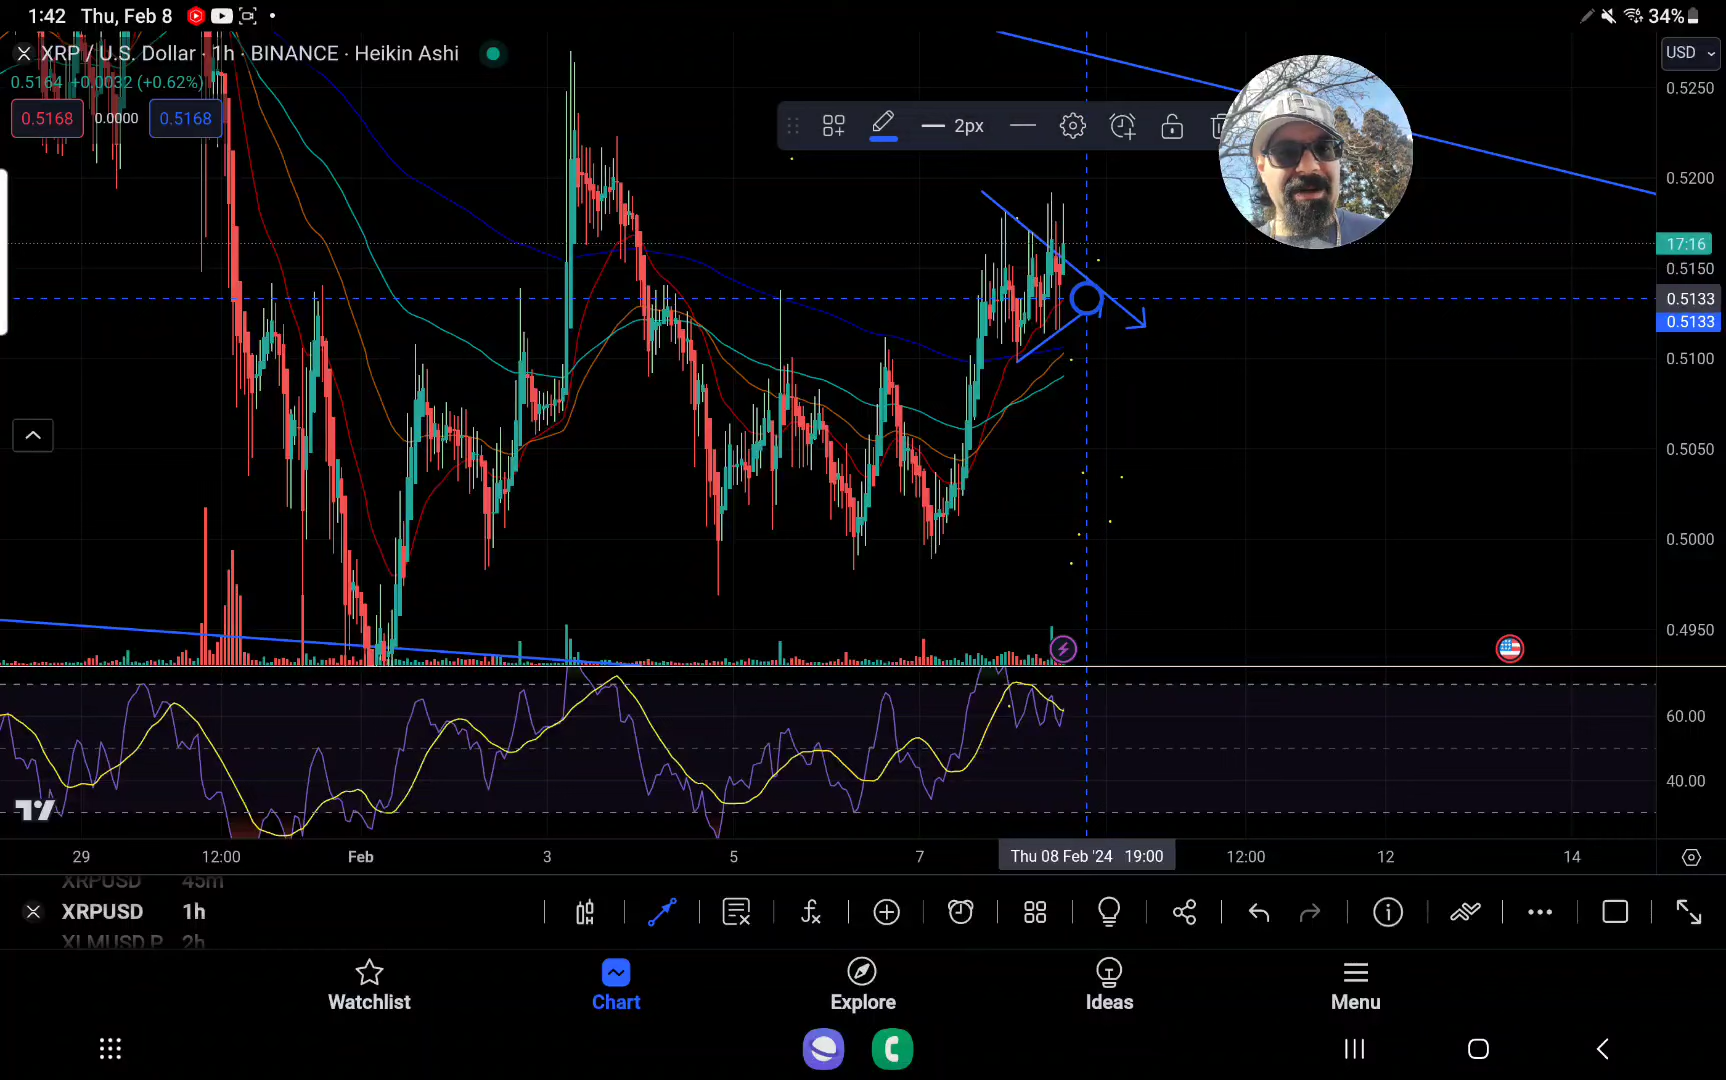 1:42 Thu, Feb 8
34%
XRP / U.S. Dollar · 1h · BINANCE · Heikin Ashi
USD
0.5164 +0.0032 (+0.62%)
0.5168 0.0000 0.5168
2px
0.5250
0.5200
17:16
0.5150
0.5133
0.5133
0.5100
0.5050
0.5000
0.4950
60.00
40.00
29 12:00 Feb 3 5 7 Thu 08 Feb '24 19:00 12:00 12 14
XRPUSD 45m
XRPUSD 1h
XLMUSD.P 2h
Watchlist Chart Explore Ideas Menu